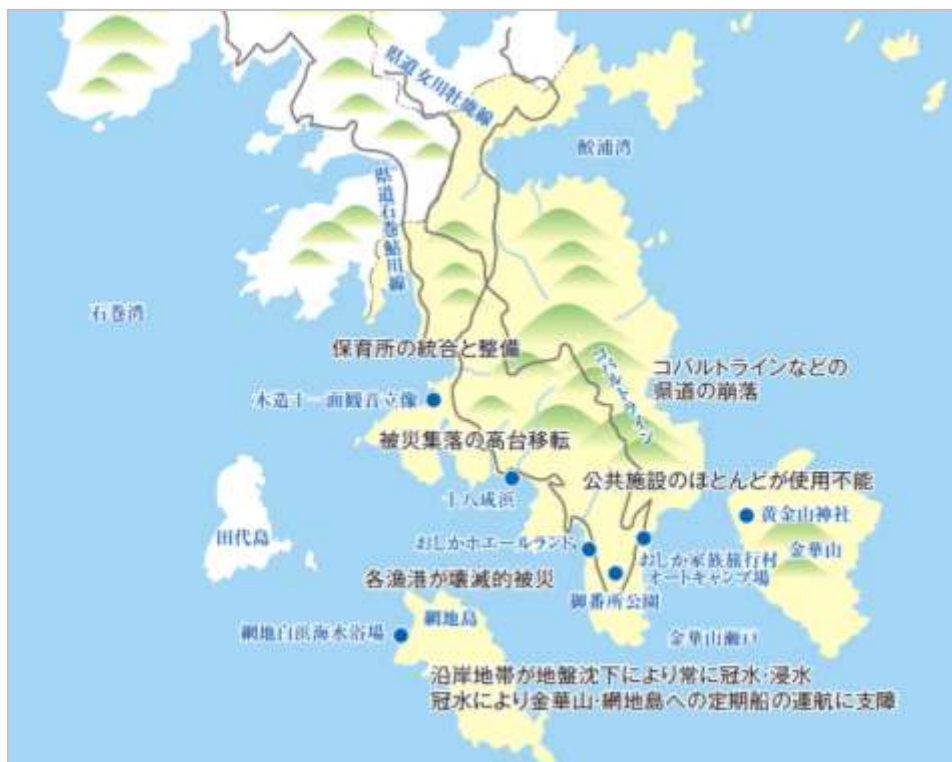 県道女川牡鹿線
鮫浦湾
県道石巻鮎川線
石巻湾
保育所の統合と整備
コバルトラインなどの
県道の崩落
コバルトライン
木造十一面観音立像
被災集落の高台移転
公共施設のほとんどが使用不能
十八成浜
黄金山神社
田代島
おしかホエールランド
金華山
おしか家族旅行村
オートキャンプ場
各漁港が壊滅的被災
御番所公園
網地島
網地白浜海水浴場
金華山瀬戸
沿岸地帯が地盤沈下により常に冠水・浸水
冠水により金華山・網地島への定期船の運航に支障